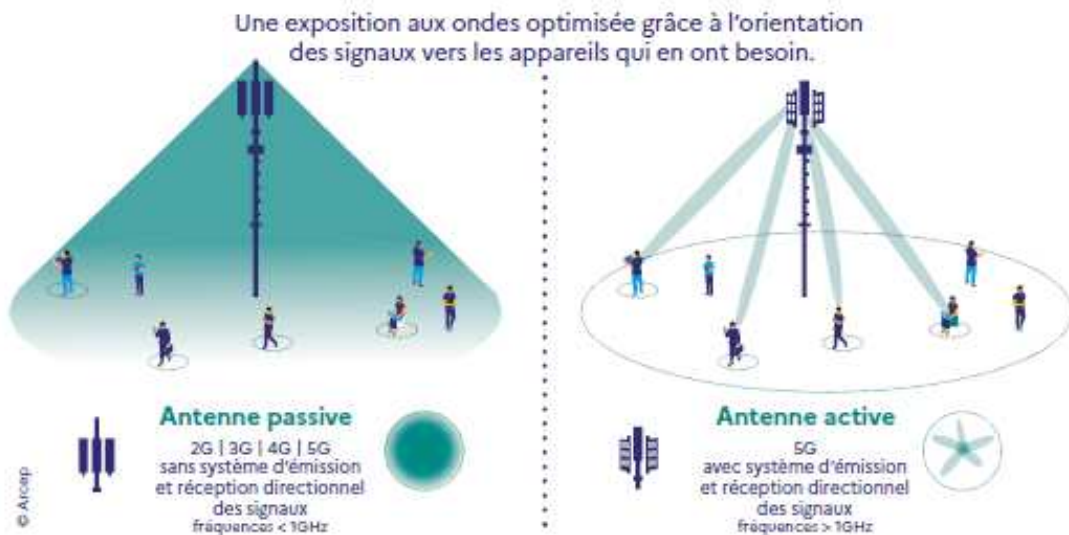 Une exposition aux ondes optimisée grâce à l'orientation
des signaux vers les appareils qui en ont besoin.
Antenne passive
2G | 3G | 4G | 5G
sans système d'émission
et réception directionnel
des signaux
fréquences < 1GHz
Antenne active
5G
avec système d'émission
et réception directionnel
des signaux
fréquences > 1GHz
© Arcep